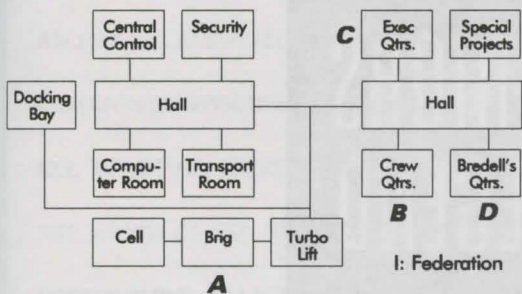 Central
Control
Security
C
Exec
Qtrs.
Special
Projects
Docking
Bay
Hall
Hall
Compu-
ter Room
Transport
Room
Crew
Qtrs.
Bredell's
Qtrs.
B
D
Cell
Brig
Turbo
Lift
I: Federation
A